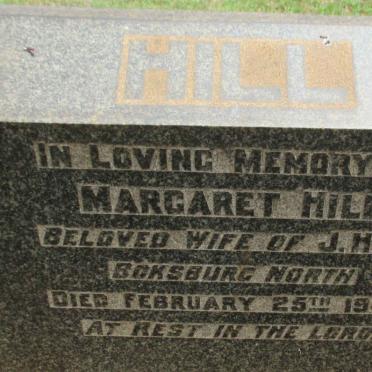 HILL
IN LOVING MEMORY
MARGARET HILL
BELOVED WIFE OF J. H
BOKSBURG NORTH
DIED FEBRUARY 25TH 19
AT REST IN THE LORD